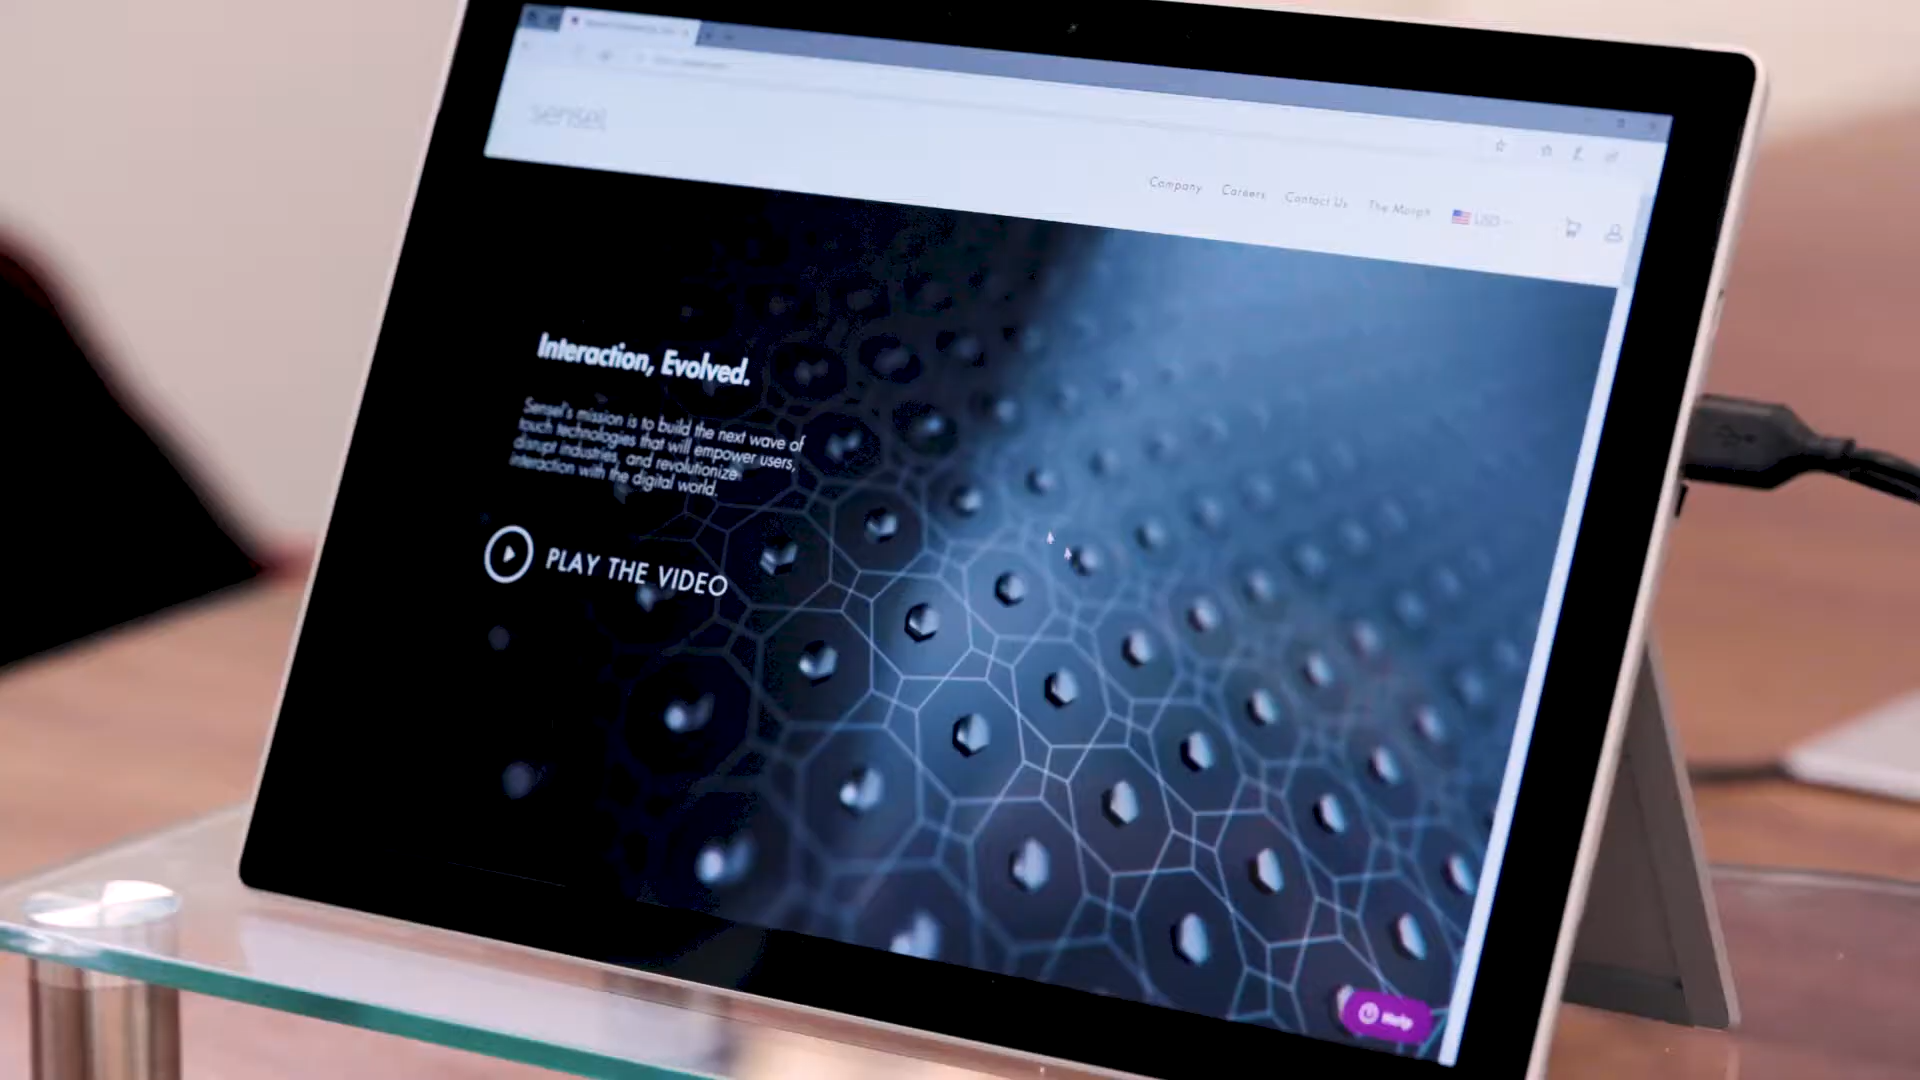 sensel
Company Careers Contact Us The Morph USD
Interaction, Evolved.
Sensel's mission is to build the next wave of
touch technologies that will empower users,
disrupt industries, and revolutionize
interaction with the digital world.
PLAY THE VIDEO
Help